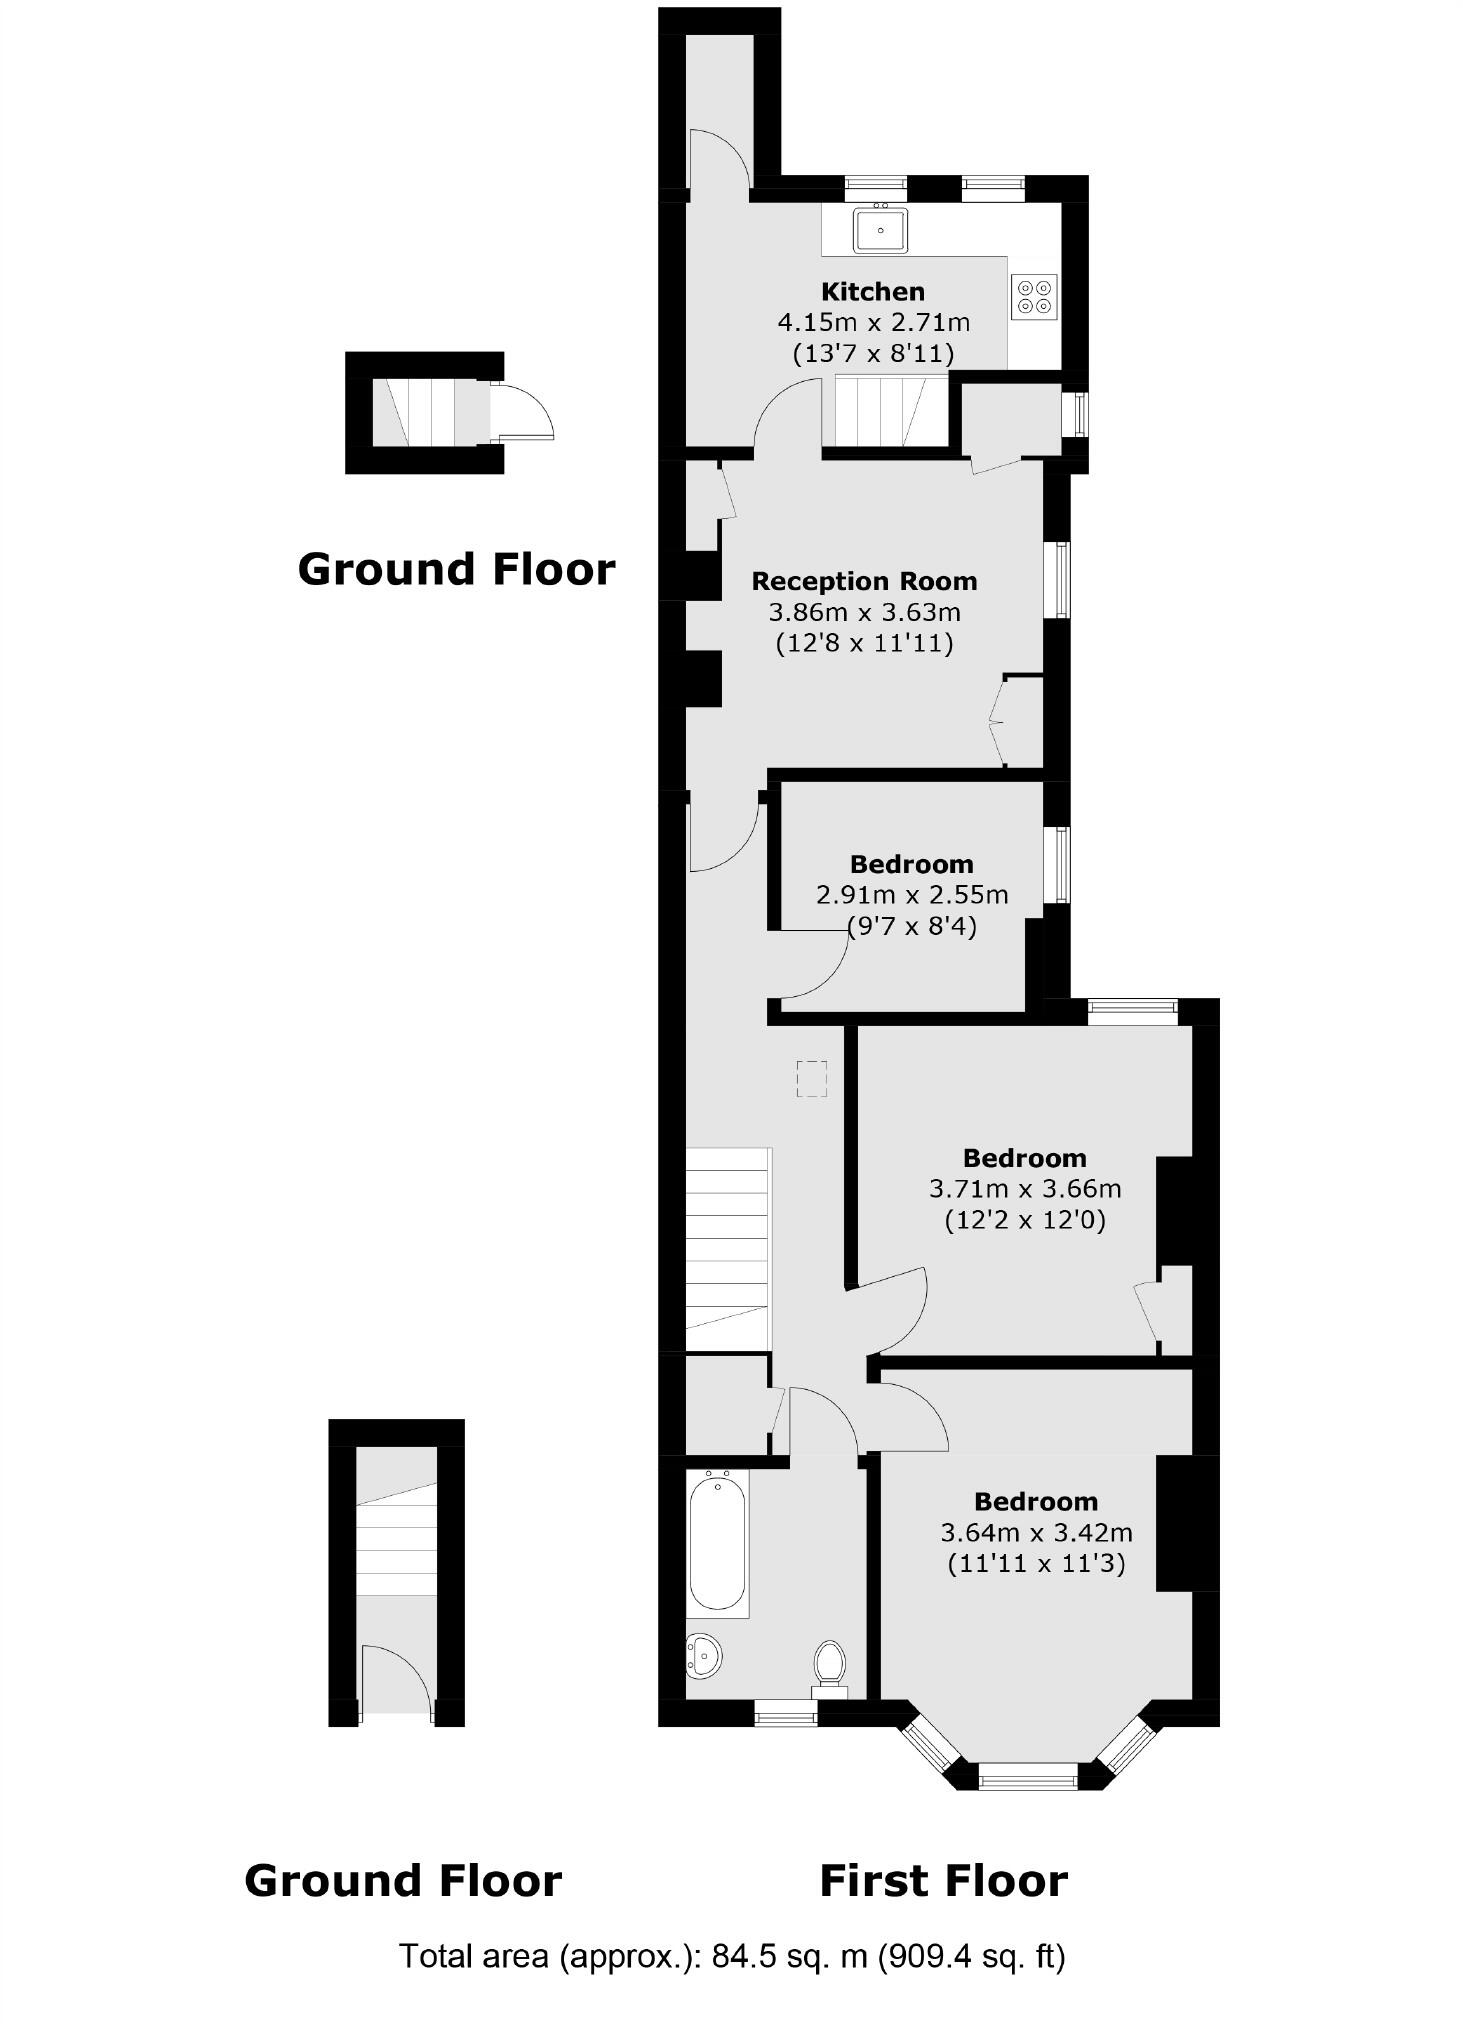 Kitchen
4.15m x 2.71m
(13'7 x 8'11)
Ground Floor
Reception Room
3.86m x 3.63m
(12'8 x 11'11)
Bedroom
2.91m x 2.55m
(9'7 x 8'4)
Bedroom
3.71m x 3.66m
(12'2 x 12'0)
Bedroom
3.64m x 3.42m
(11'11 x 11'3)
Ground Floor
First Floor
Total area (approx.): 84.5 sq. m (909.4 sq. ft)